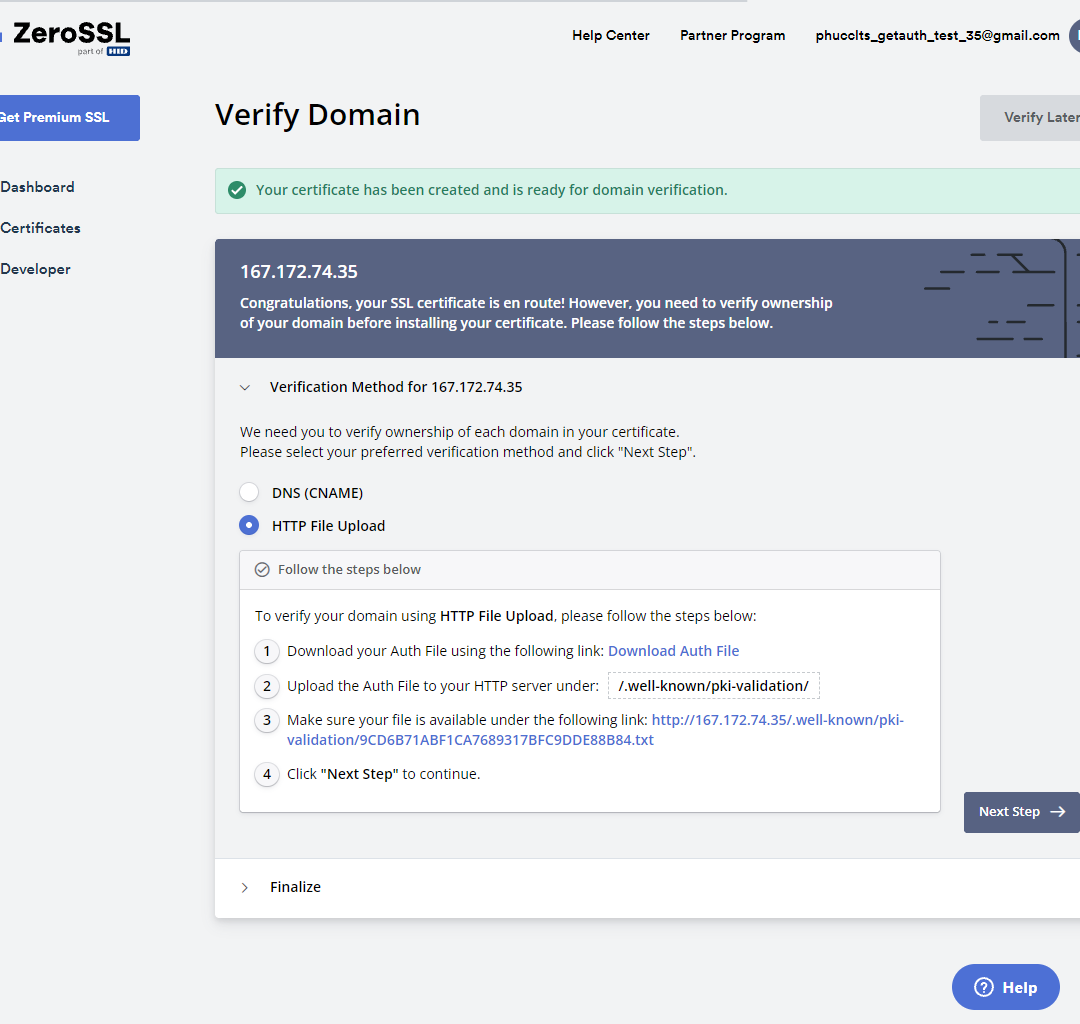 ZeroSSL
part of HID
Help Center
Partner Program
phucclts_getauth_test_35@gmail.com
Get Premium SSL
Verify Domain
Verify Later
Dashboard
Certificates
Developer
Your certificate has been created and is ready for domain verification.
167.172.74.35
Congratulations, your SSL certificate is en route! However, you need to verify ownership
of your domain before installing your certificate. Please follow the steps below.
Verification Method for 167.172.74.35
We need you to verify ownership of each domain in your certificate.
Please select your preferred verification method and click "Next Step".
DNS (CNAME)
HTTP File Upload
Follow the steps below
To verify your domain using HTTP File Upload, please follow the steps below:
1 Download your Auth File using the following link: Download Auth File
2 Upload the Auth File to your HTTP server under: /.well-known/pki-validation/
3 Make sure your file is available under the following link: http://167.172.74.35/.well-known/pki-
validation/9CD6B71ABF1CA7689317BFC9DDE88B84.txt
4 Click "Next Step" to continue.
Next Step
Finalize
Help